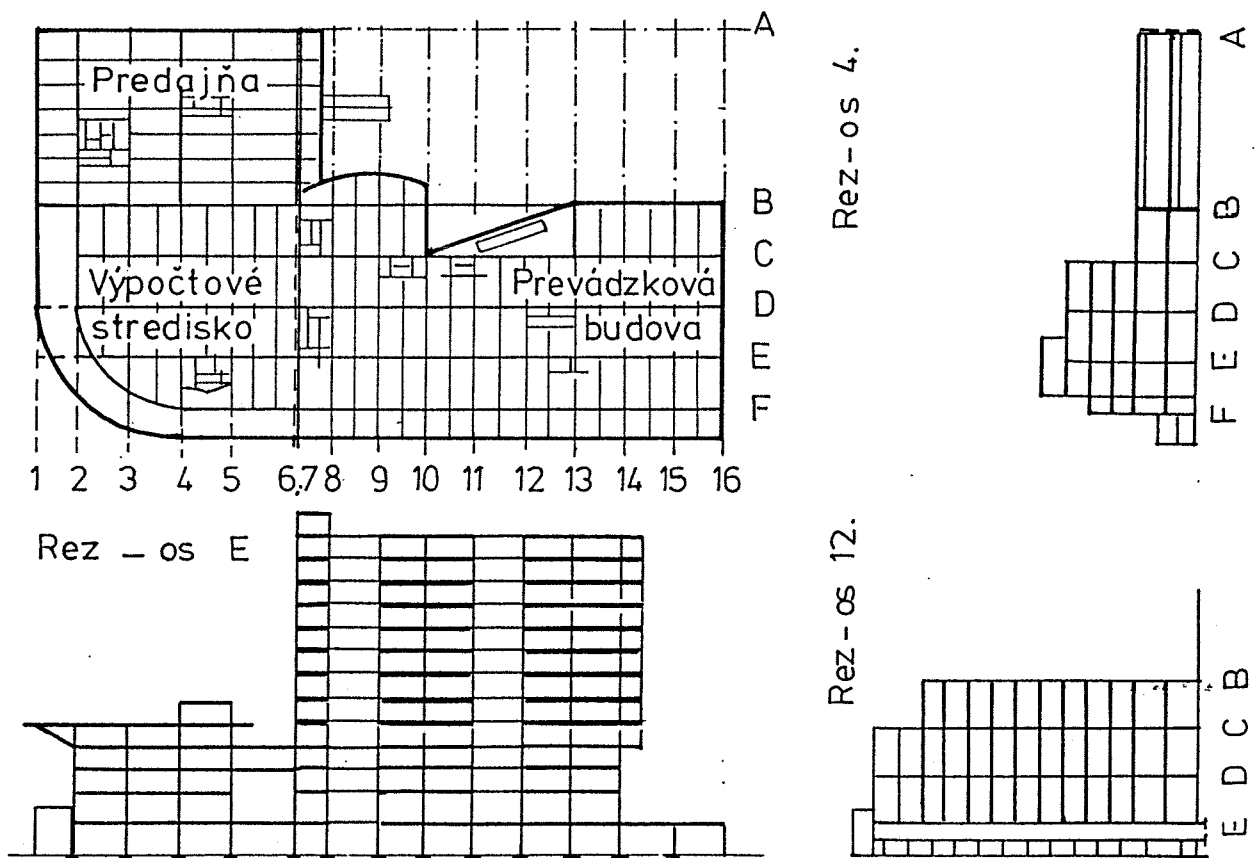 A
Predajňa
B
C
Výpočtové
Prevádzková
D
stredisko
budova
E
F
1 2 3 4 5 6,7 8 9 10 11 12 13 14 15 16
Rez-os 4.
A
B
C
D
E
F
Rez – os E
Rez-os 12.
B
C
D
E